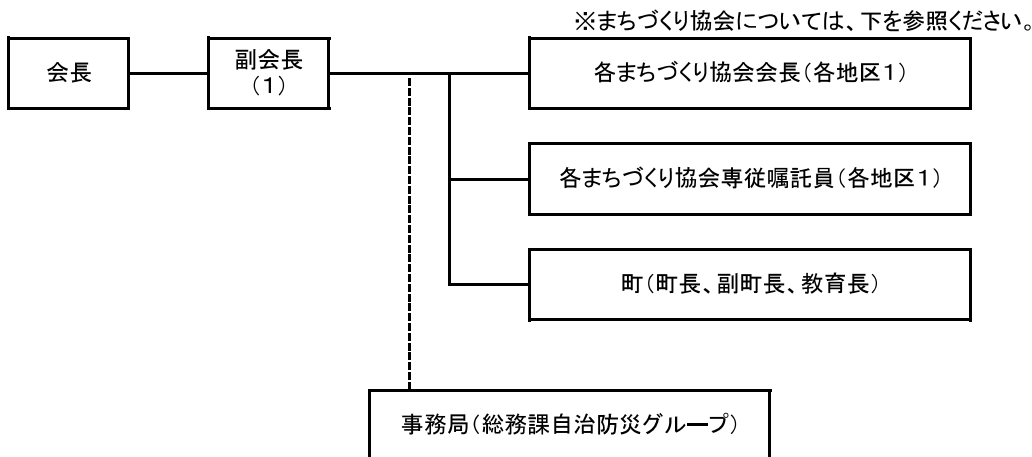 ※まちづくり協会については、下を参照ください。
会長
副会長
(1)
各まちづくり協会会長(各地区1)
各まちづくり協会専従嘱託員(各地区1)
町(町長、副町長、教育長)
事務局(総務課自治防災グループ)